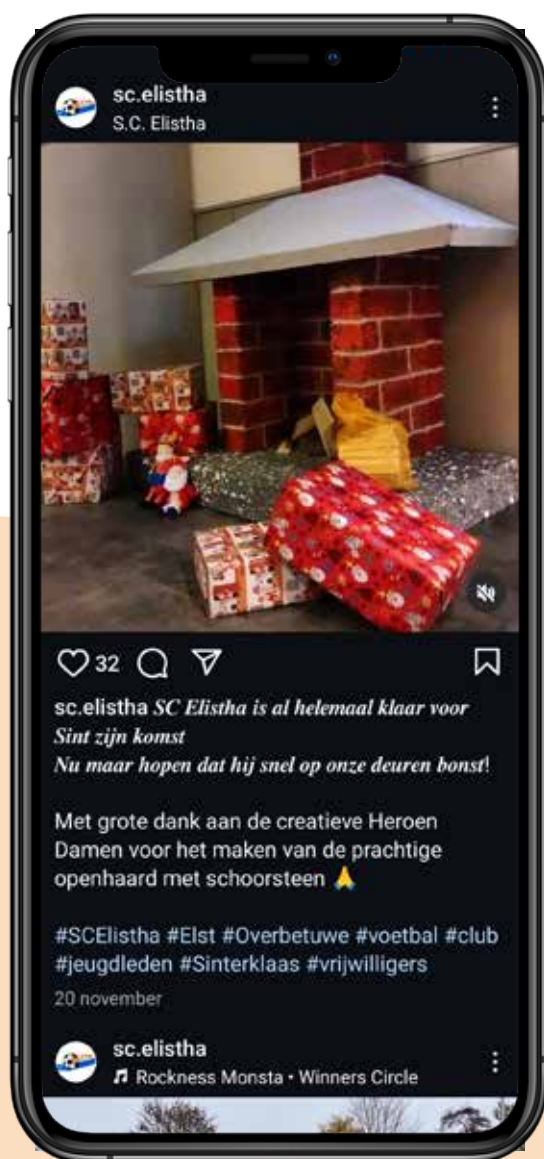 sc.elistha
S.C. Elistha
32
sc.elistha SC Elistha is al helemaal klaar voor
Sint zijn komst
Nu maar hopen dat hij snel op onze deuren bonst!
Met grote dank aan de creatieve Heroen
Damen voor het maken van de prachtige
openhaard met schoorsteen 🙏
#SCElistha #Elst #Overbetuwe #voetbal #club
#jeugdleden #Sinterklaas #vrijwilligers
20 november
sc.elistha
Rockness Monsta • Winners Circle